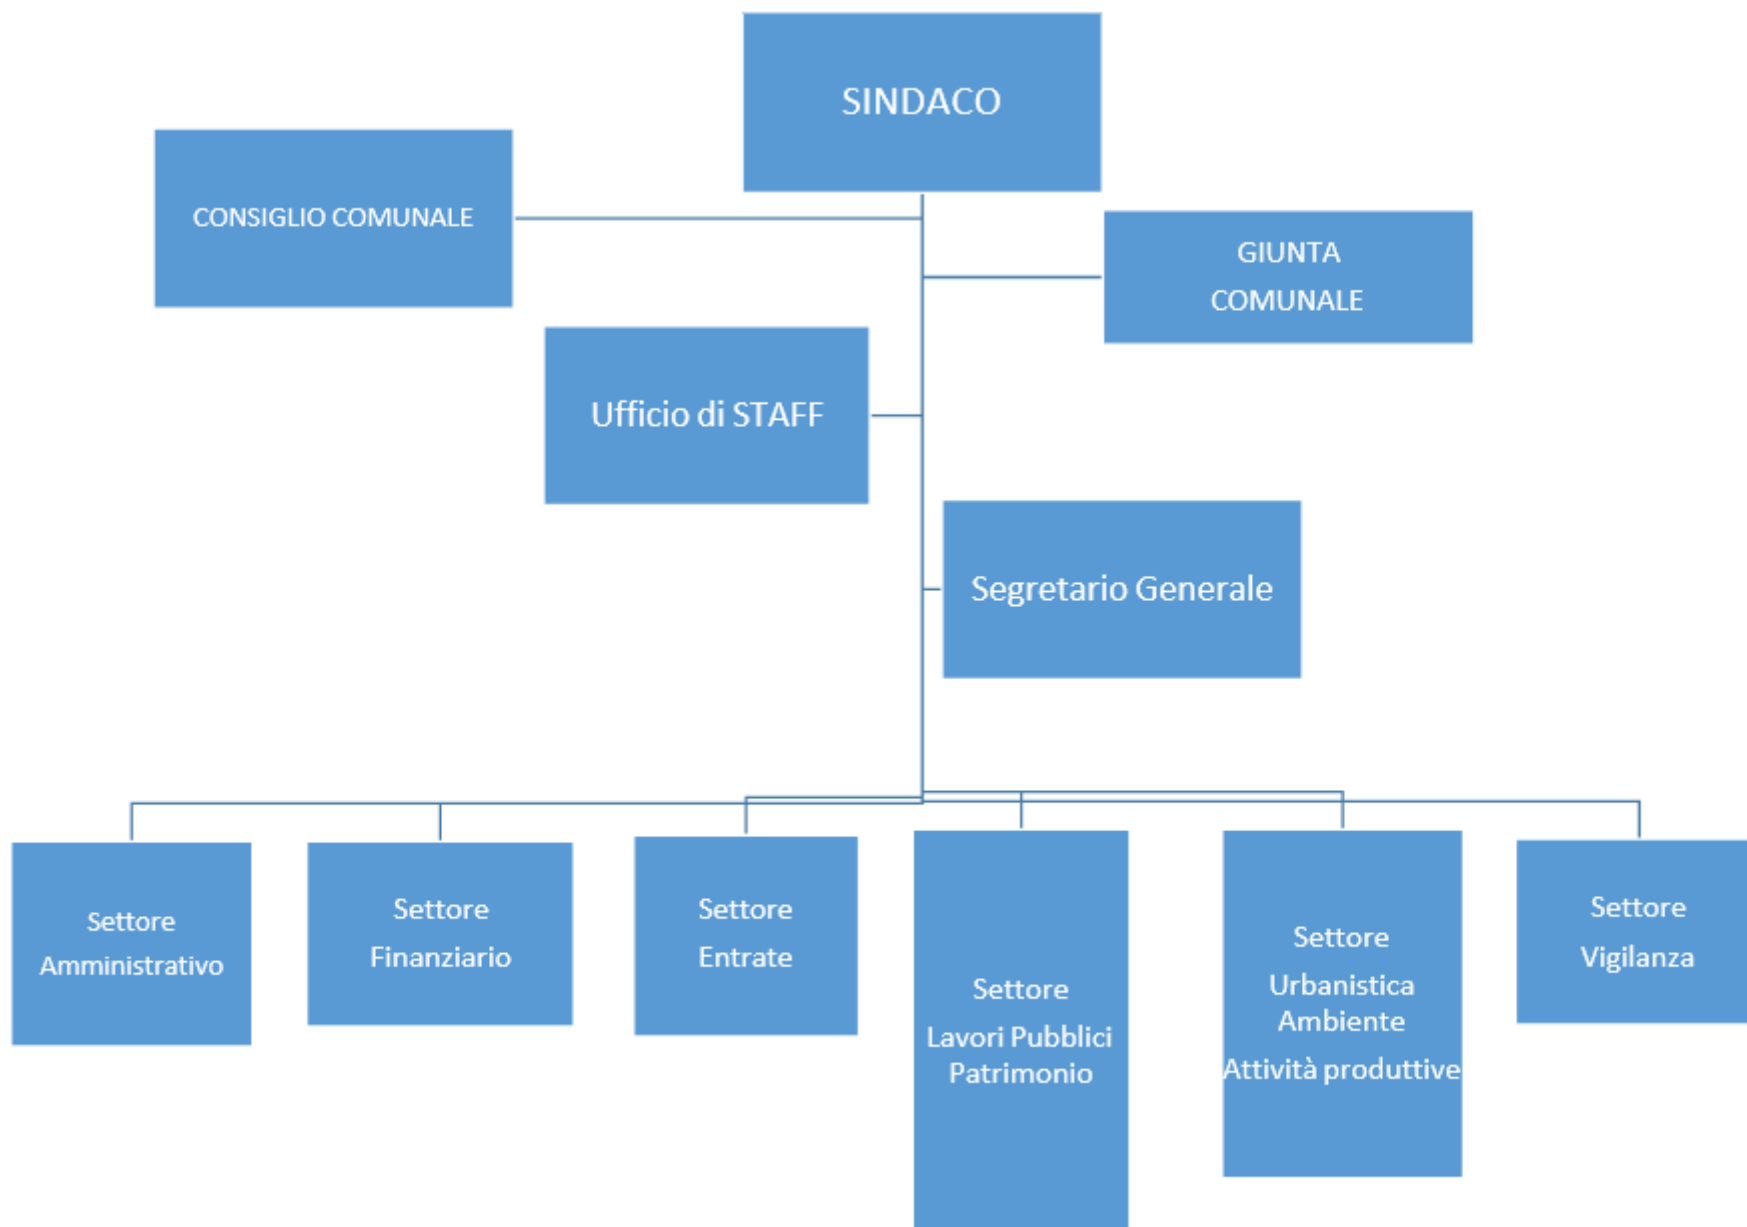 SINDACO
CONSIGLIO COMUNALE
GIUNTA
COMUNALE
Ufficio di STAFF
Segretario Generale
Settore
Amministrativo
Settore
Finanziario
Settore
Entrate
Settore
Lavori Pubblici
Patrimonio
Settore
Urbanistica
Ambiente
Attività produttive
Settore
Vigilanza